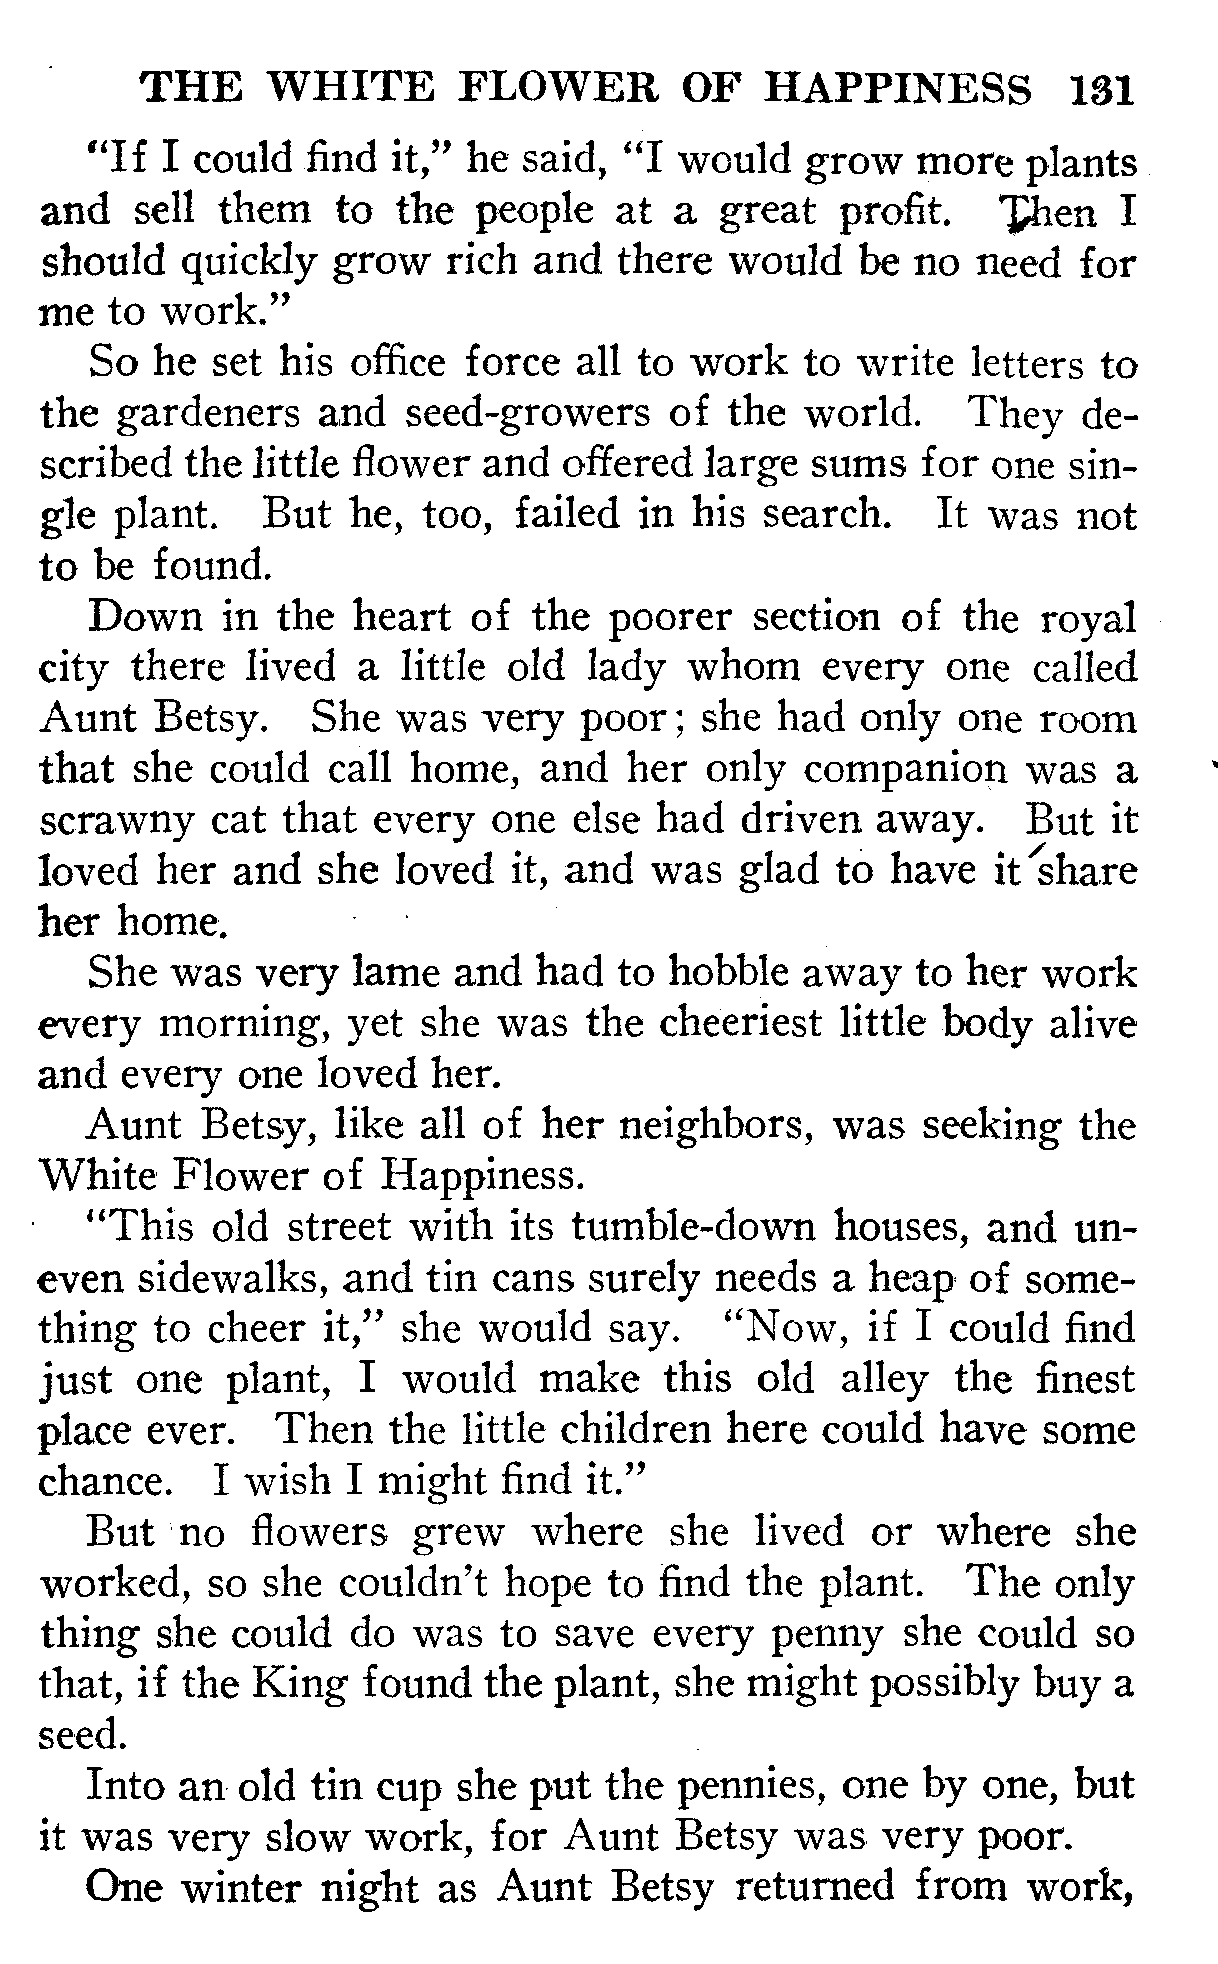 THE WHITE FLOWER OF HAPPINESS 131
"If I could find it," he said, "I would grow more plants
and sell them to the people at a great profit. Then I
should quickly grow rich and there would be no need for
me to work."
So he set his office force all to work to write letters to
the gardeners and seed-growers of the world. They de-
scribed the little flower and offered large sums for one sin-
gle plant. But he, too, failed in his search. It was not
to be found.
Down in the heart of the poorer section of the royal
city there lived a little old lady whom every one called
Aunt Betsy. She was very poor; she had only one room
that she could call home, and her only companion was a
scrawny cat that every one else had driven away. But it
loved her and she loved it, and was glad to have it share
her home.
She was very lame and had to hobble away to her work
every morning, yet she was the cheeriest little body alive
and every one loved her.
Aunt Betsy, like all of her neighbors, was seeking the
White Flower of Happiness.
"This old street with its tumble-down houses, and un-
even sidewalks, and tin cans surely needs a heap of some-
thing to cheer it," she would say. "Now, if I could find
just one plant, I would make this old alley the finest
place ever. Then the little children here could have some
chance. I wish I might find it."
But no flowers grew where she lived or where she
worked, so she couldn't hope to find the plant. The only
thing she could do was to save every penny she could so
that, if the King found the plant, she might possibly buy a
seed.
Into an old tin cup she put the pennies, one by one, but
it was very slow work, for Aunt Betsy was very poor.
One winter night as Aunt Betsy returned from work,